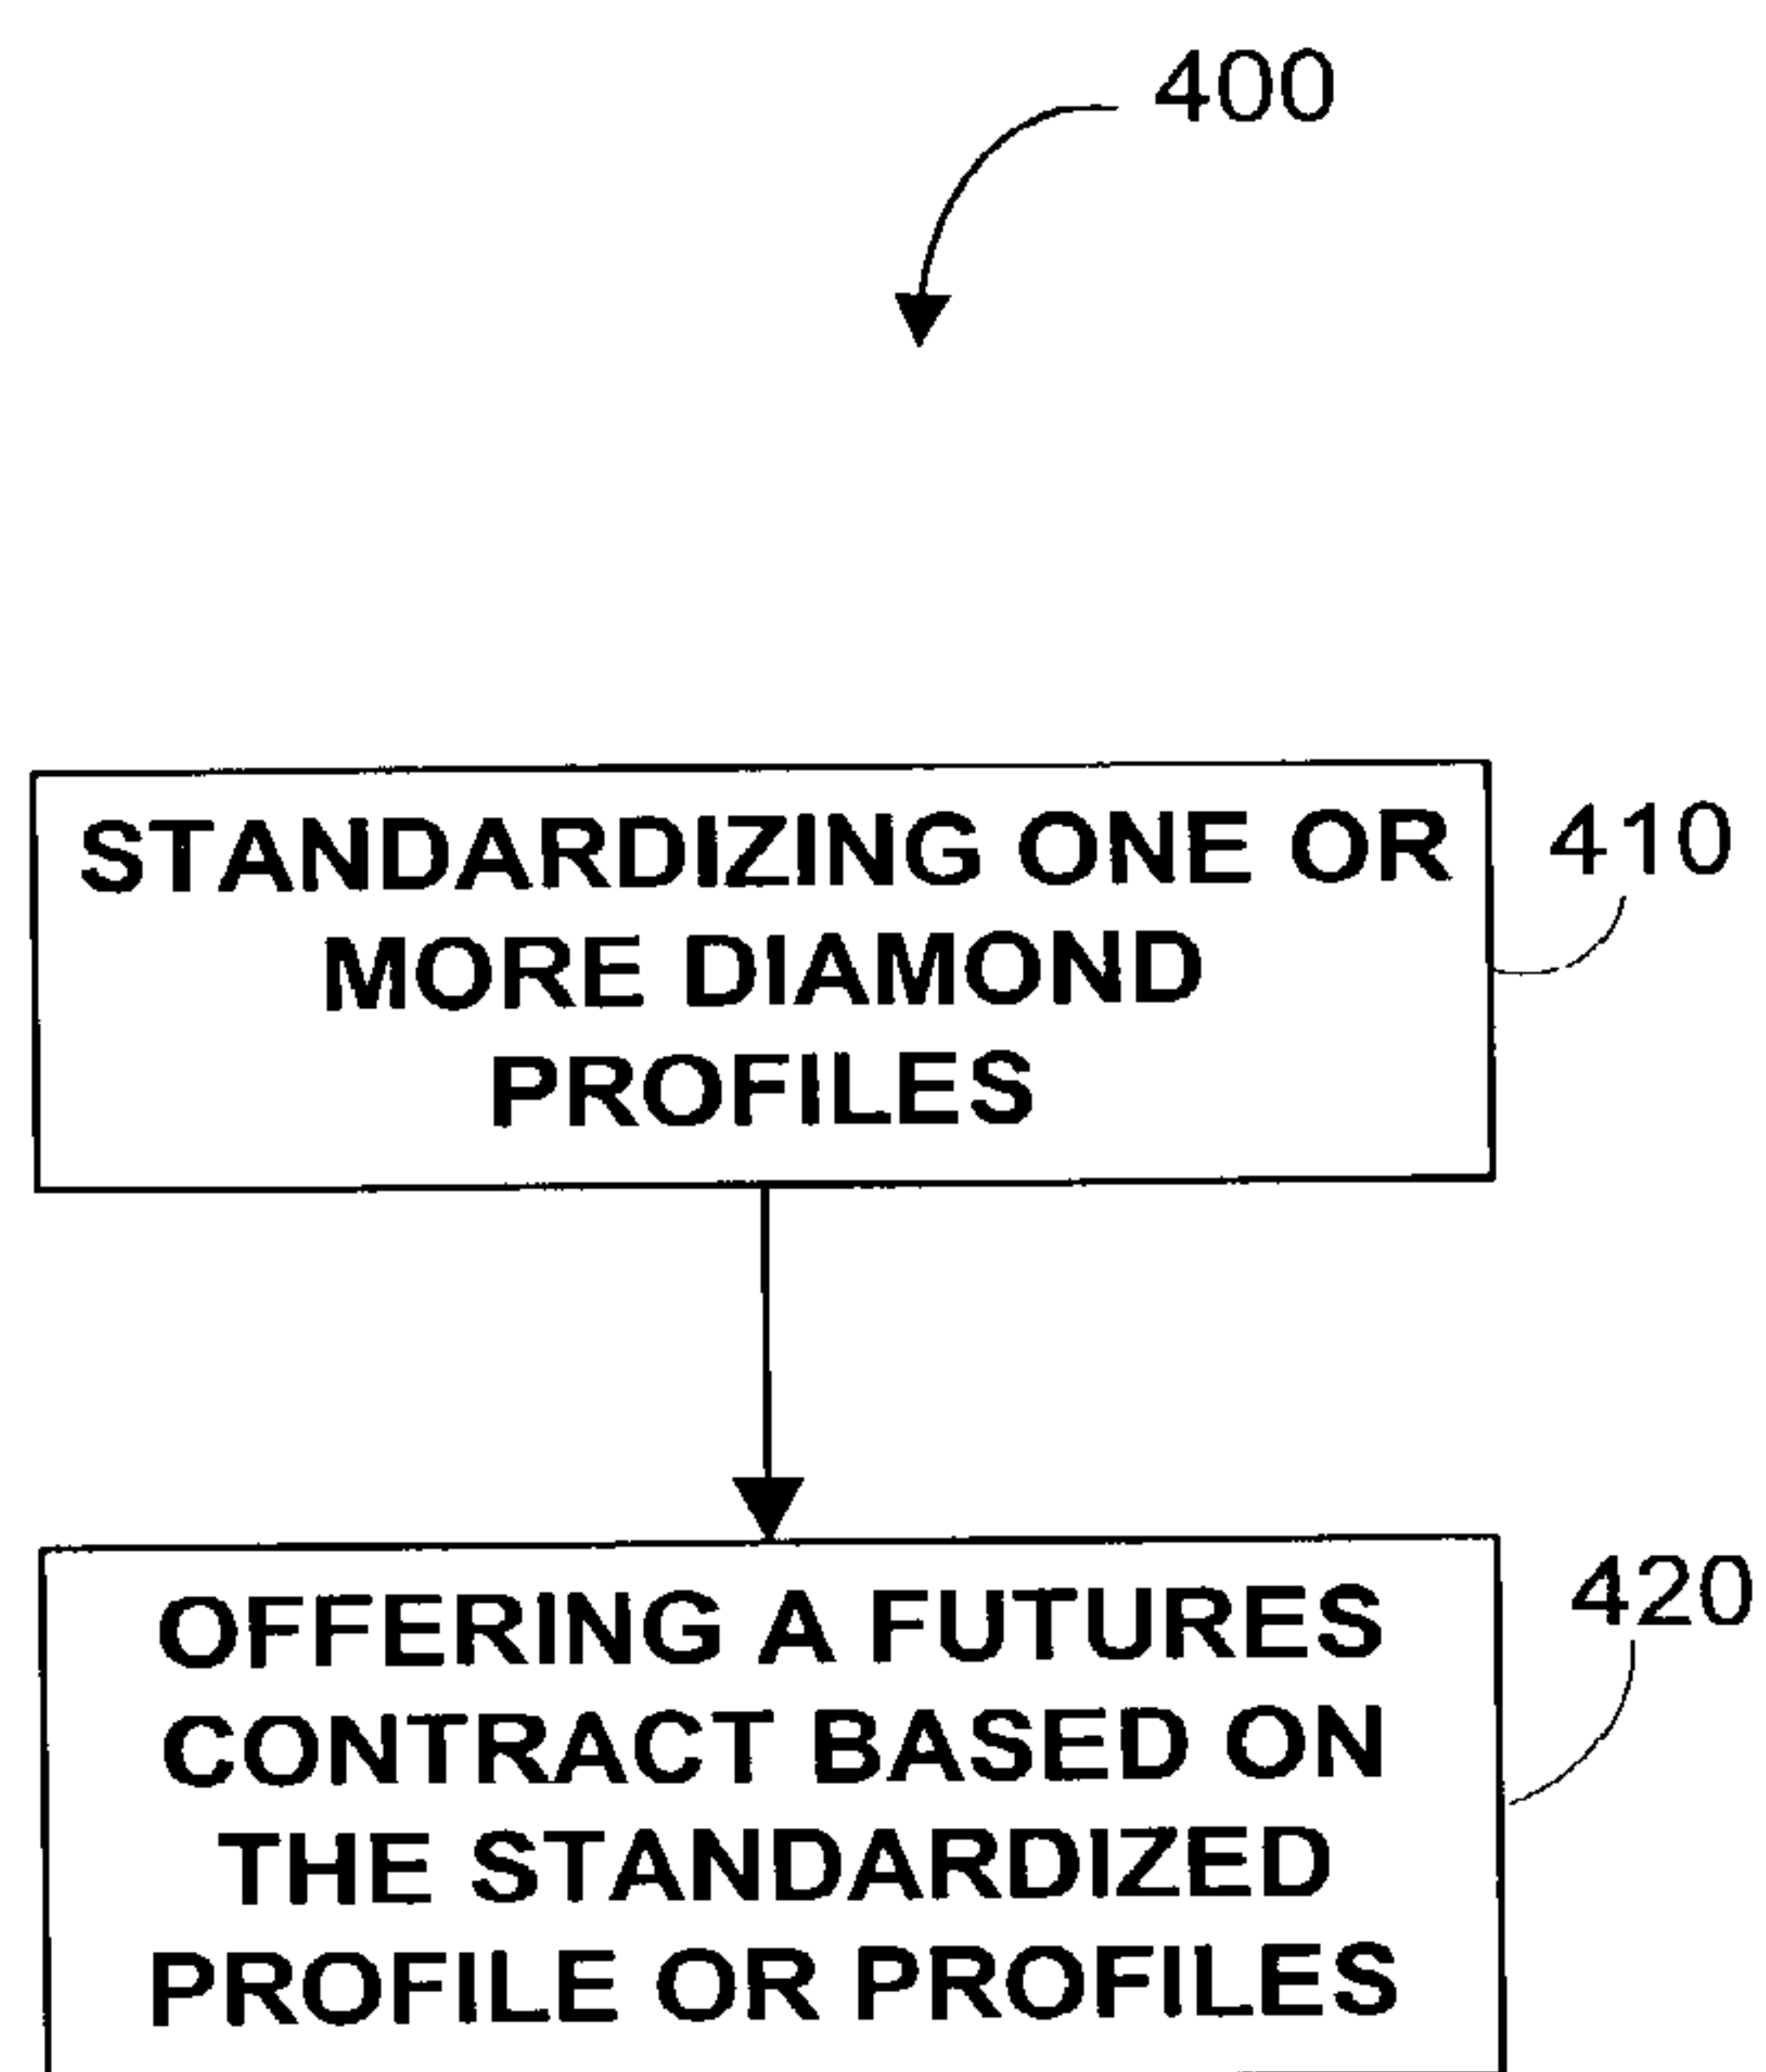 400
STANDARDIZING ONE OR
MORE DIAMOND
PROFILES
410
OFFERING A FUTURES
CONTRACT BASED ON
THE STANDARDIZED
PROFILE OR PROFILES
420